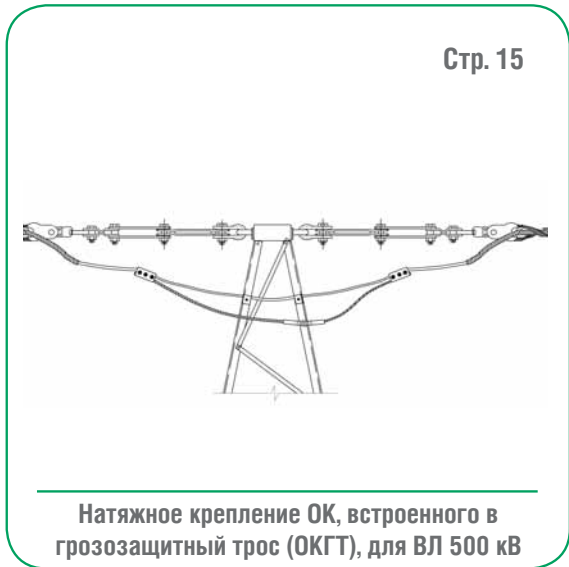 Стр. 15
Натяжное крепление ОК, встроенного в
грозозащитный трос (ОКГТ), для ВЛ 500 кВ